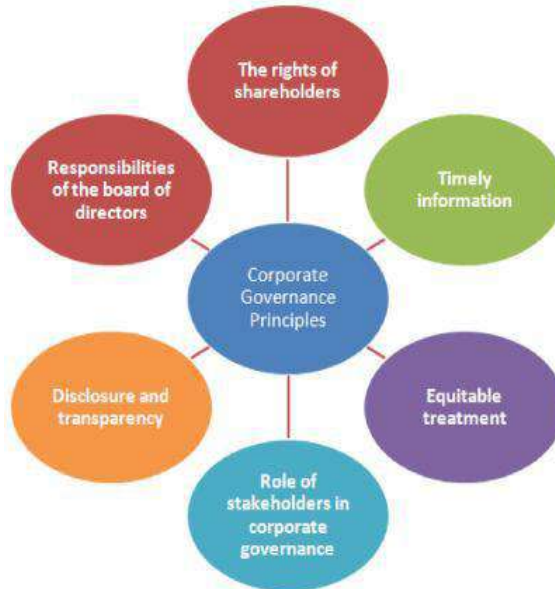 The rights of
shareholders
Responsibilities
of the board of
directors
Timely
information
Corporate
Governance
Principles
Disclosure and
transparency
Equitable
treatment
Role of
stakeholders in
corporate
governance